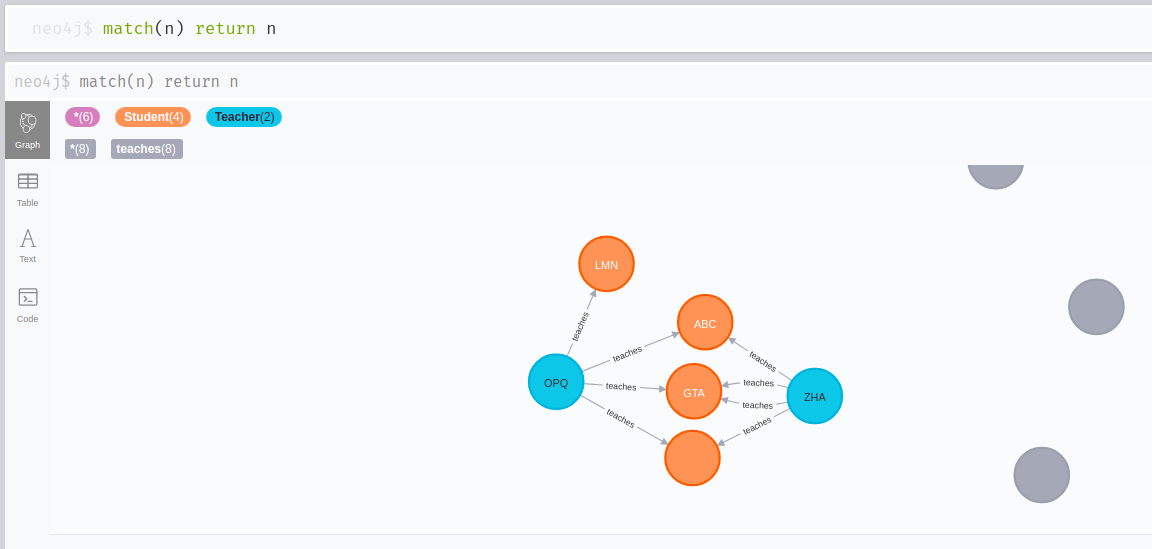 neo4j$ match(n) return n
neo4j$ match(n) return n
*(6) Student(4) Teacher(2)
Graph
*(8) teaches(8)
Table
Text
Code
LMN
teaches
ABC
teaches
teaches
OPQ
teaches
GTA
teaches
teaches
ZHA
teaches
teaches